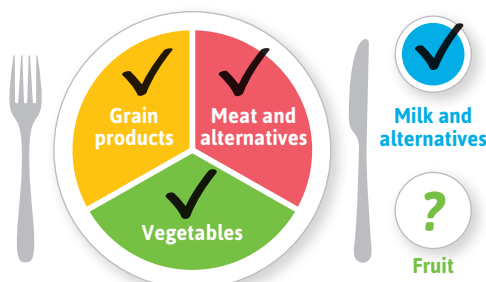 Grain
products
Meat and
alternatives
Vegetables
Milk and
alternatives
?
Fruit